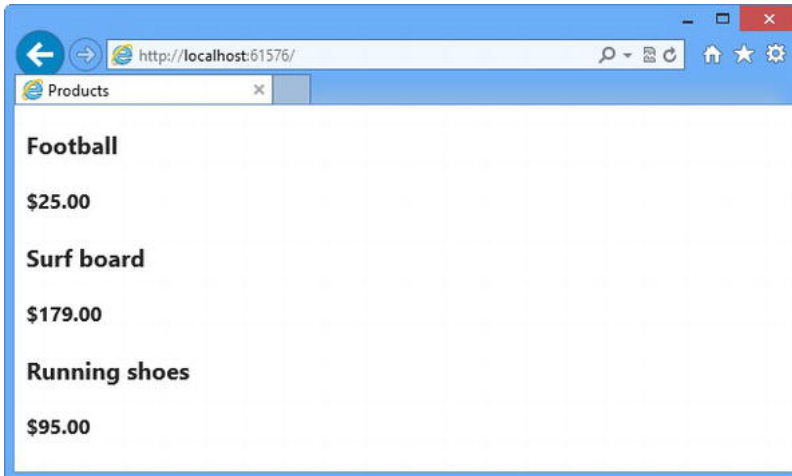 http://localhost:61576/
Products
Football
$25.00
Surf board
$179.00
Running shoes
$95.00